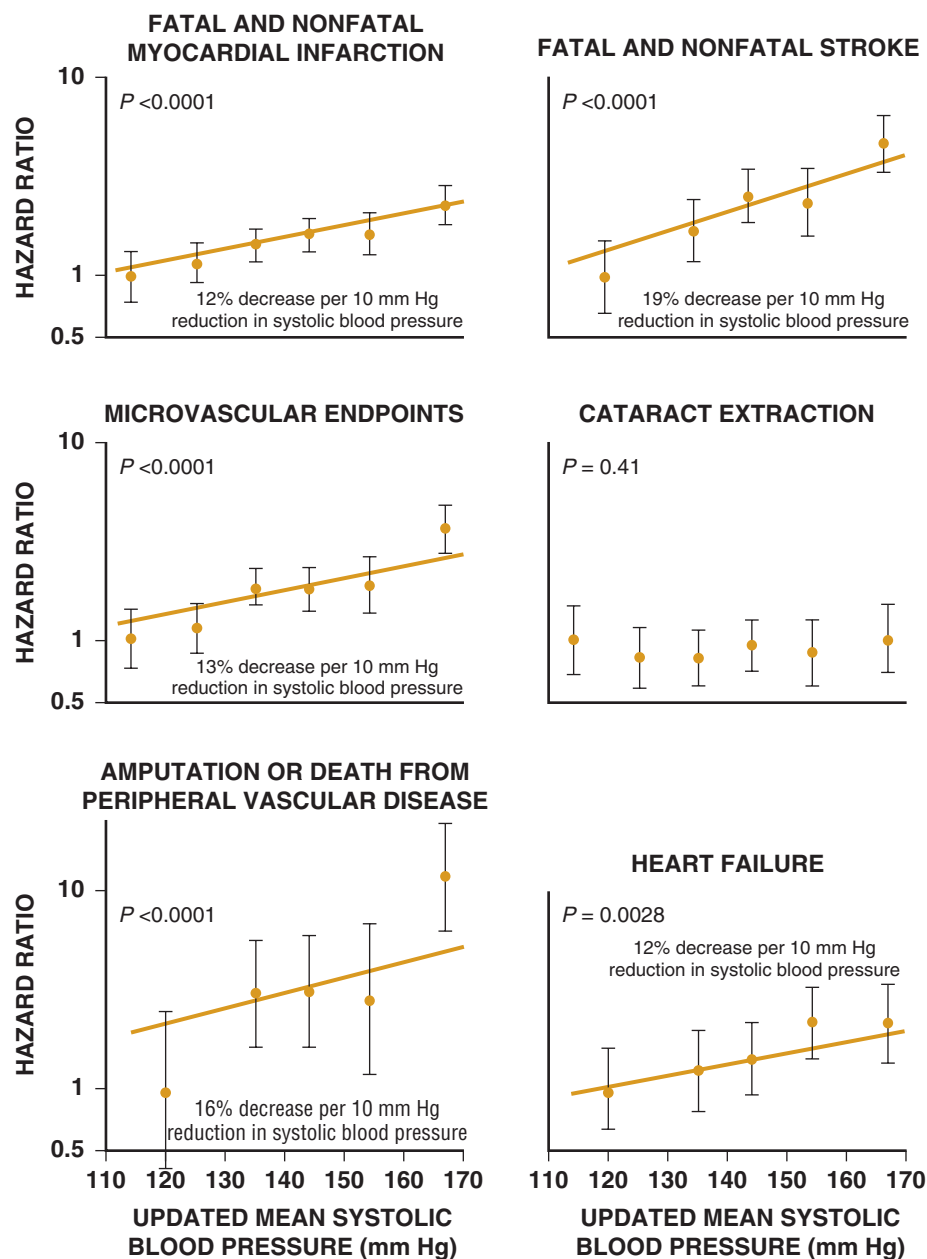 FATAL AND NONFATAL
MYOCARDIAL INFARCTION
10
P <0.0001
HAZARD RATIO
1
12% decrease per 10 mm Hg
reduction in systolic blood pressure
0.5
FATAL AND NONFATAL STROKE
P <0.0001
19% decrease per 10 mm Hg
reduction in systolic blood pressure
MICROVASCULAR ENDPOINTS
10
P <0.0001
HAZARD RATIO
1
13% decrease per 10 mm Hg
reduction in systolic blood pressure
0.5
CATARACT EXTRACTION
P = 0.41
AMPUTATION OR DEATH FROM
PERIPHERAL VASCULAR DISEASE
10
P <0.0001
HAZARD RATIO
1
16% decrease per 10 mm Hg
reduction in systolic blood pressure
0.5
110 120 130 140 150 160 170
UPDATED MEAN SYSTOLIC
BLOOD PRESSURE (mm Hg)
HEART FAILURE
P = 0.0028
12% decrease per 10 mm Hg
reduction in systolic blood pressure
110 120 130 140 150 160 170
UPDATED MEAN SYSTOLIC
BLOOD PRESSURE (mm Hg)